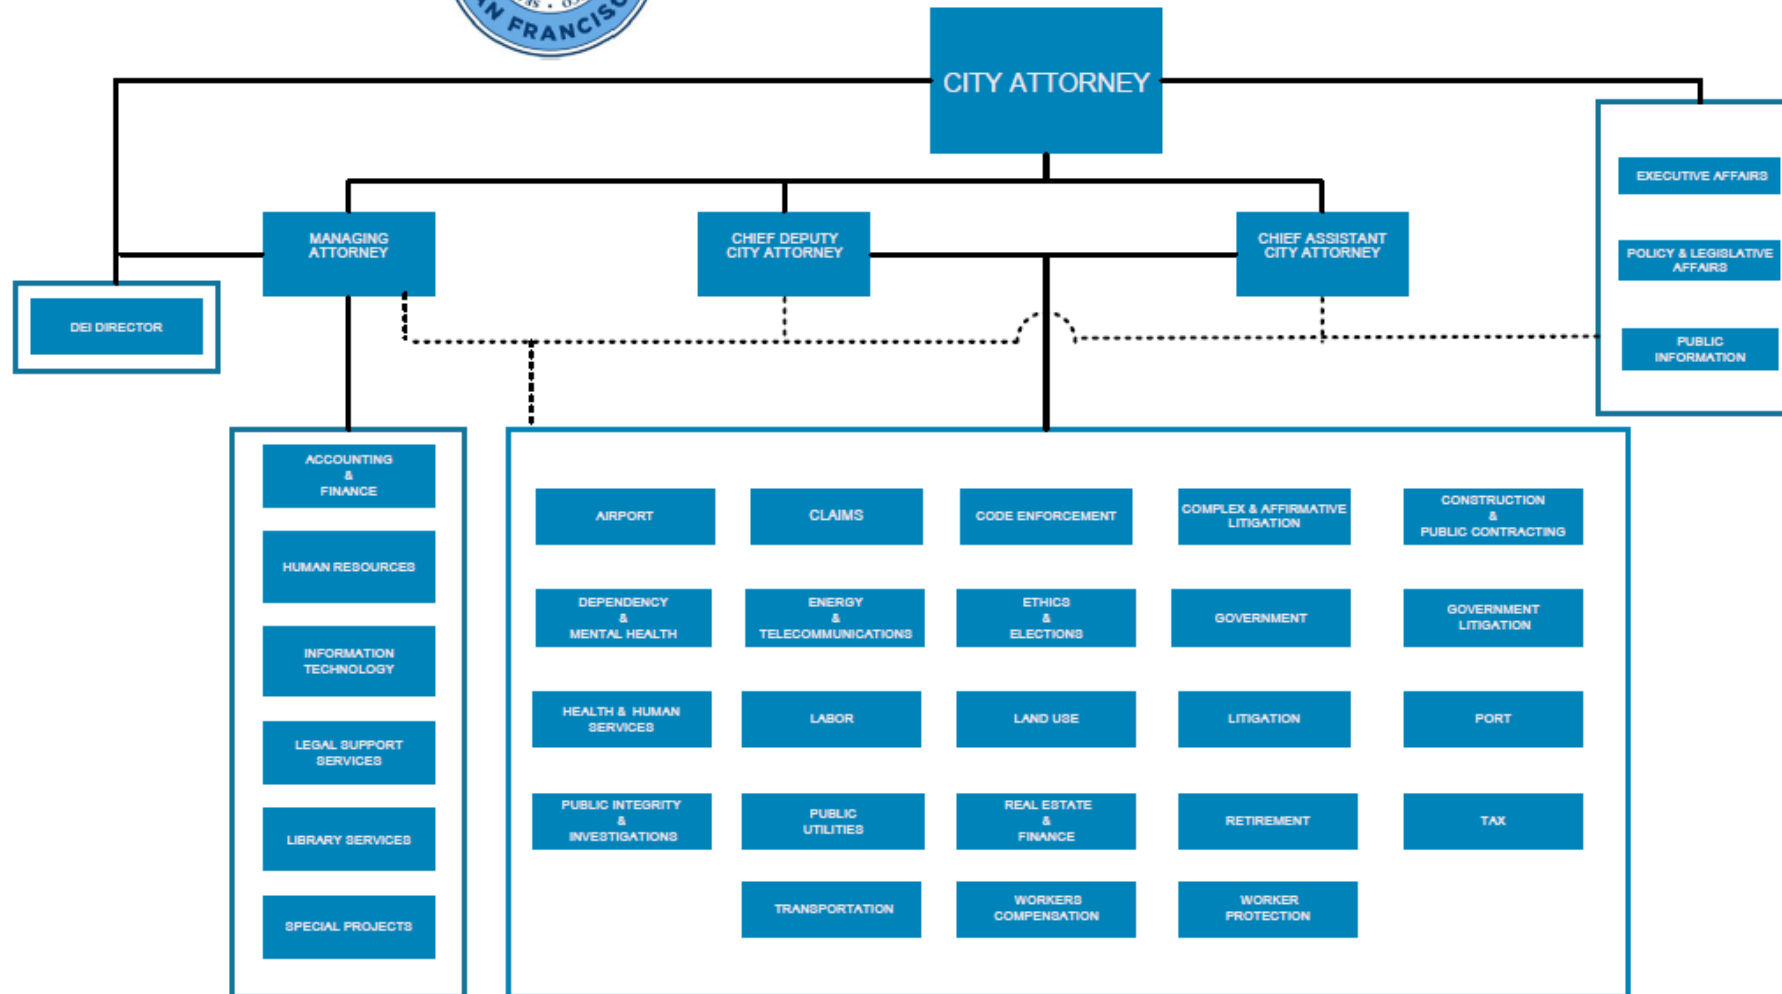 AN FRANCISC
CITY ATTORNEY
EXECUTIVE AFFAIRS
POLICY & LEGISLATIVE
AFFAIRS
PUBLIC
INFORMATION
MANAGING
ATTORNEY
CHIEF DEPUTY
CITY ATTORNEY
CHIEF ASSISTANT
CITY ATTORNEY
DEI DIRECTOR
ACCOUNTING
&
FINANCE
HUMAN RESOURCES
INFORMATION
TECHNOLOGY
LEGAL SUPPORT
SERVICES
LIBRARY SERVICES
SPECIAL PROJECTS
AIRPORT
CLAIMS
CODE ENFORCEMENT
COMPLEX & AFFIRMATIVE
LITIGATION
CONSTRUCTION
&
PUBLIC CONTRACTING
DEPENDENCY
&
MENTAL HEALTH
ENERGY
&
TELECOMMUNICATIONS
ETHICS
&
ELECTIONS
GOVERNMENT
GOVERNMENT
LITIGATION
HEALTH & HUMAN
SERVICES
LABOR
LAND USE
LITIGATION
PORT
PUBLIC INTEGRITY
&
INVESTIGATIONS
PUBLIC
UTILITIES
REAL ESTATE
&
FINANCE
RETIREMENT
TAX
TRANSPORTATION
WORKERS
COMPENSATION
WORKER
PROTECTION